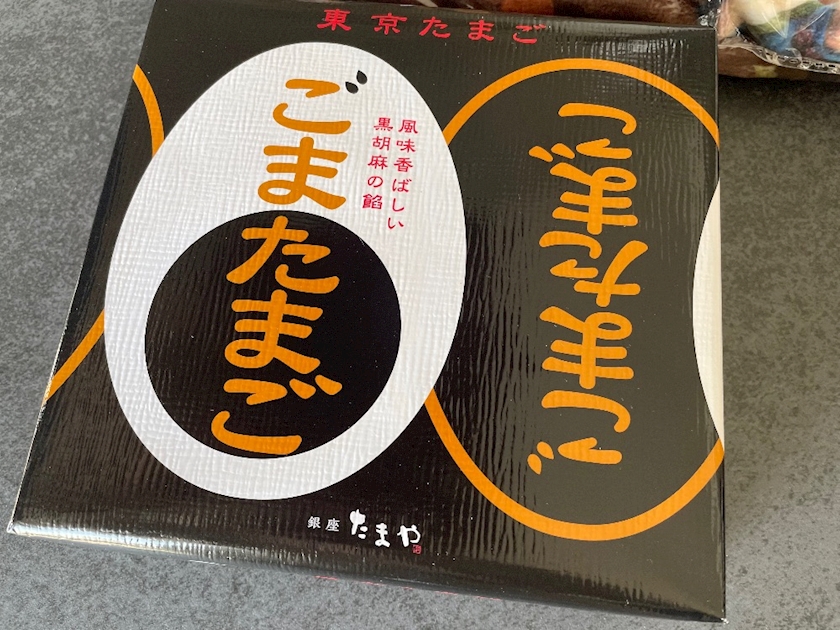 東京たまご
ごまたまご
風味香ばしい
黒胡麻の餡
ごまたまご
銀座 たまや